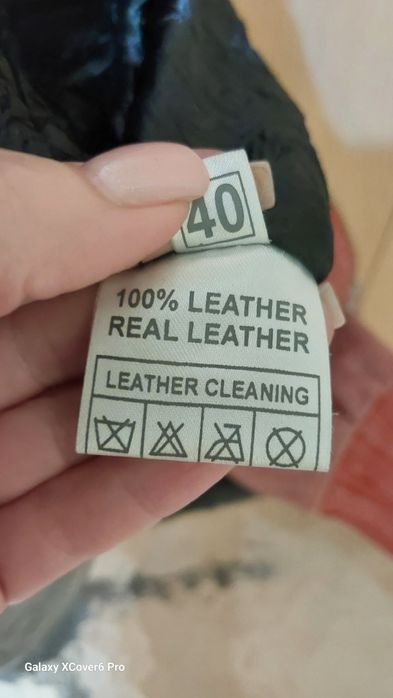 40
100% LEATHER
REAL LEATHER
LEATHER CLEANING
Galaxy XCover6 Pro